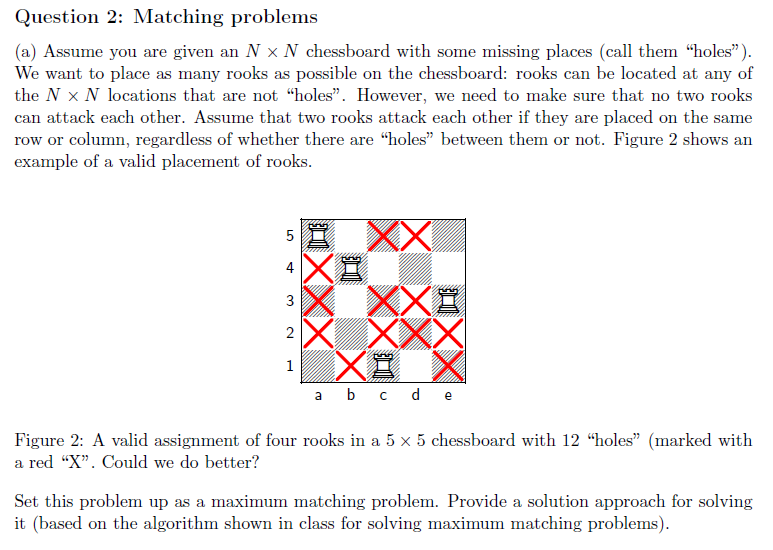 Question 2: Matching problems
(a) Assume you are given an N × N chessboard with some missing places (call them “holes”).
We want to place as many rooks as possible on the chessboard: rooks can be located at any of
the N × N locations that are not “holes”. However, we need to make sure that no two rooks
can attack each other. Assume that two rooks attack each other if they are placed on the same
row or column, regardless of whether there are “holes” between them or not. Figure 2 shows an
example of a valid placement of rooks.
5
4
3
2
1
a b c d e
Figure 2: A valid assignment of four rooks in a 5 × 5 chessboard with 12 “holes” (marked with
a red “X”. Could we do better?
Set this problem up as a maximum matching problem. Provide a solution approach for solving
it (based on the algorithm shown in class for solving maximum matching problems).